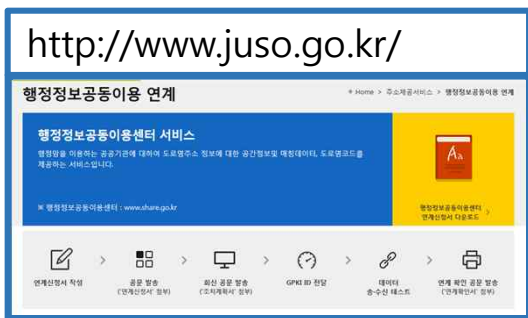 http://www.juso.go.kr/
행정정보공동이용 연계
Home > 주소제공서비스 > 행정정보공동이용 연계
행정정보공동이용센터 서비스
행정망을 이용하는 공공기관에 대하여 도로명주소 정보에 대한 공간정보및 매칭데이터, 도로명코드를
제공하는 서비스입니다.
※ 행정정보공동이용센터 : www.share.go.kr
Aa
행정정보공동이용센터
연계신청서 다운로드 >
연계신청서 작성 > 공문 발송 > 회신 공문 발송 > GPKI ID 전달 > 데이터 > 연계 확인 공문 발송
('연계신청서' 첨부) ('조치계획서' 첨부) 송·수신 테스트 ('연계확인서' 첨부)